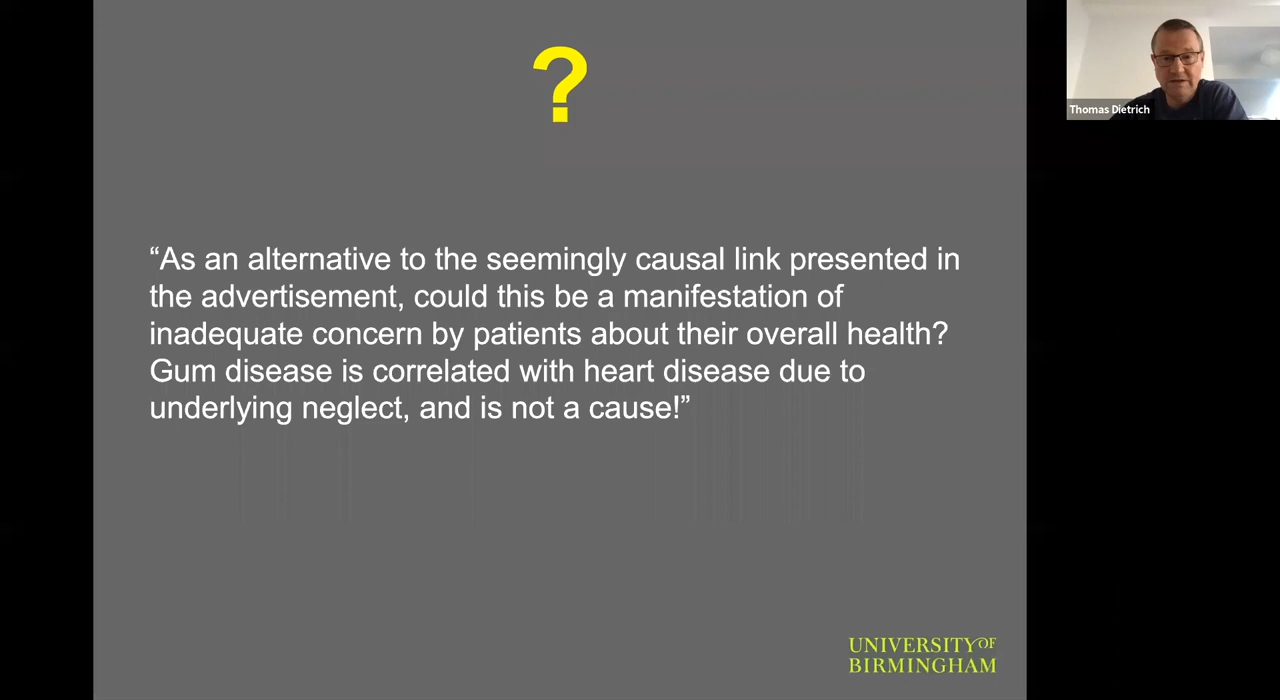 ?
Thomas Dietrich
“As an alternative to the seemingly causal link presented in
the advertisement, could this be a manifestation of
inadequate concern by patients about their overall health?
Gum disease is correlated with heart disease due to
underlying neglect, and is not a cause!”
UNIVERSITY OF
BIRMINGHAM